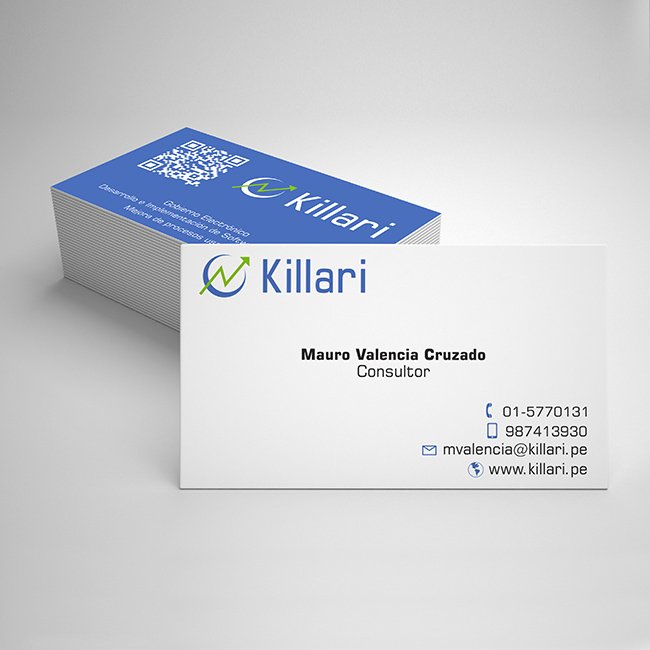 Killari
Gobierno Electrónico
Desarrollo e Implementación de
Mejora de procesos
Killari
Mauro Valencia Cruzado
Consultor
01-5770131
987413930
mvalencia@killari.pe
www.killari.pe